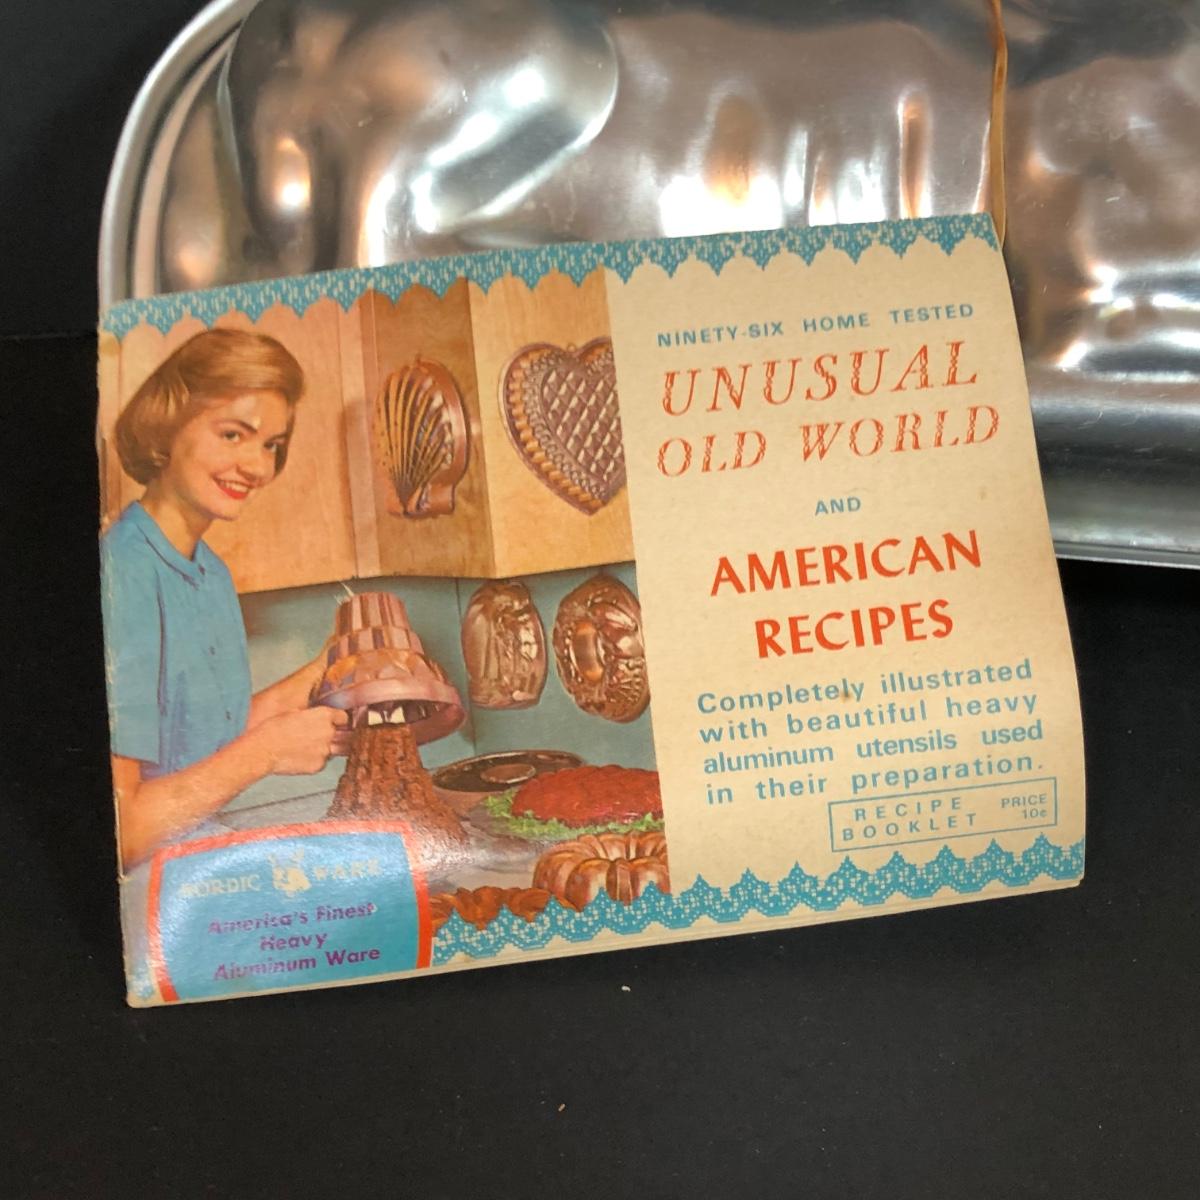 NINETY-SIX HOME TESTED
UNUSUAL
OLD WORLD
AND
AMERICAN
RECIPES
Completely illustrated
with beautiful heavy
aluminum utensils used
in their preparation.
RECIPE
BOOKLET
PRICE
10¢
NORDIC WARE
America's Finest
Heavy
Aluminum Ware